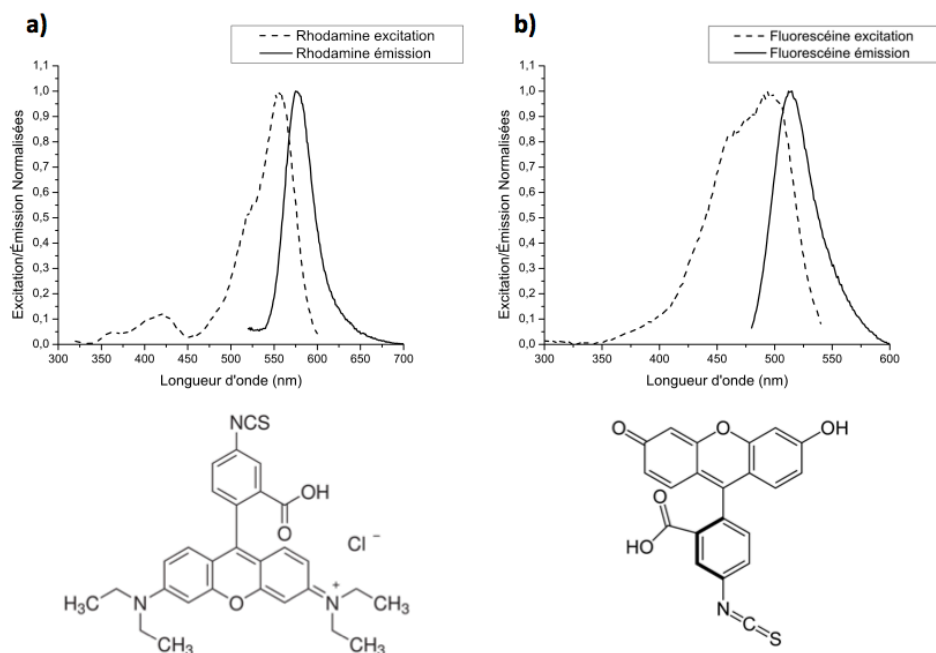 a)
Rhodamine excitation
Rhodamine émission
Excitation/Émission Normalisées
1,1
1,0
0,9
0,8
0,7
0,6
0,5
0,4
0,3
0,2
0,1
0,0
300 350 400 450 500 550 600 650 700
Longueur d'onde (nm)
b)
Fluorescéine excitation
Fluorescéine émission
Excitation/Émission Normalisées
1,1
1,0
0,9
0,8
0,7
0,6
0,5
0,4
0,3
0,2
0,1
0,0
300 350 400 450 500 550 600
Longueur d'onde (nm)
NCS
OH
O
Cl −
H₃C N O N + CH₃
CH₃ H₃C
O O OH
O
HO
N
C
S